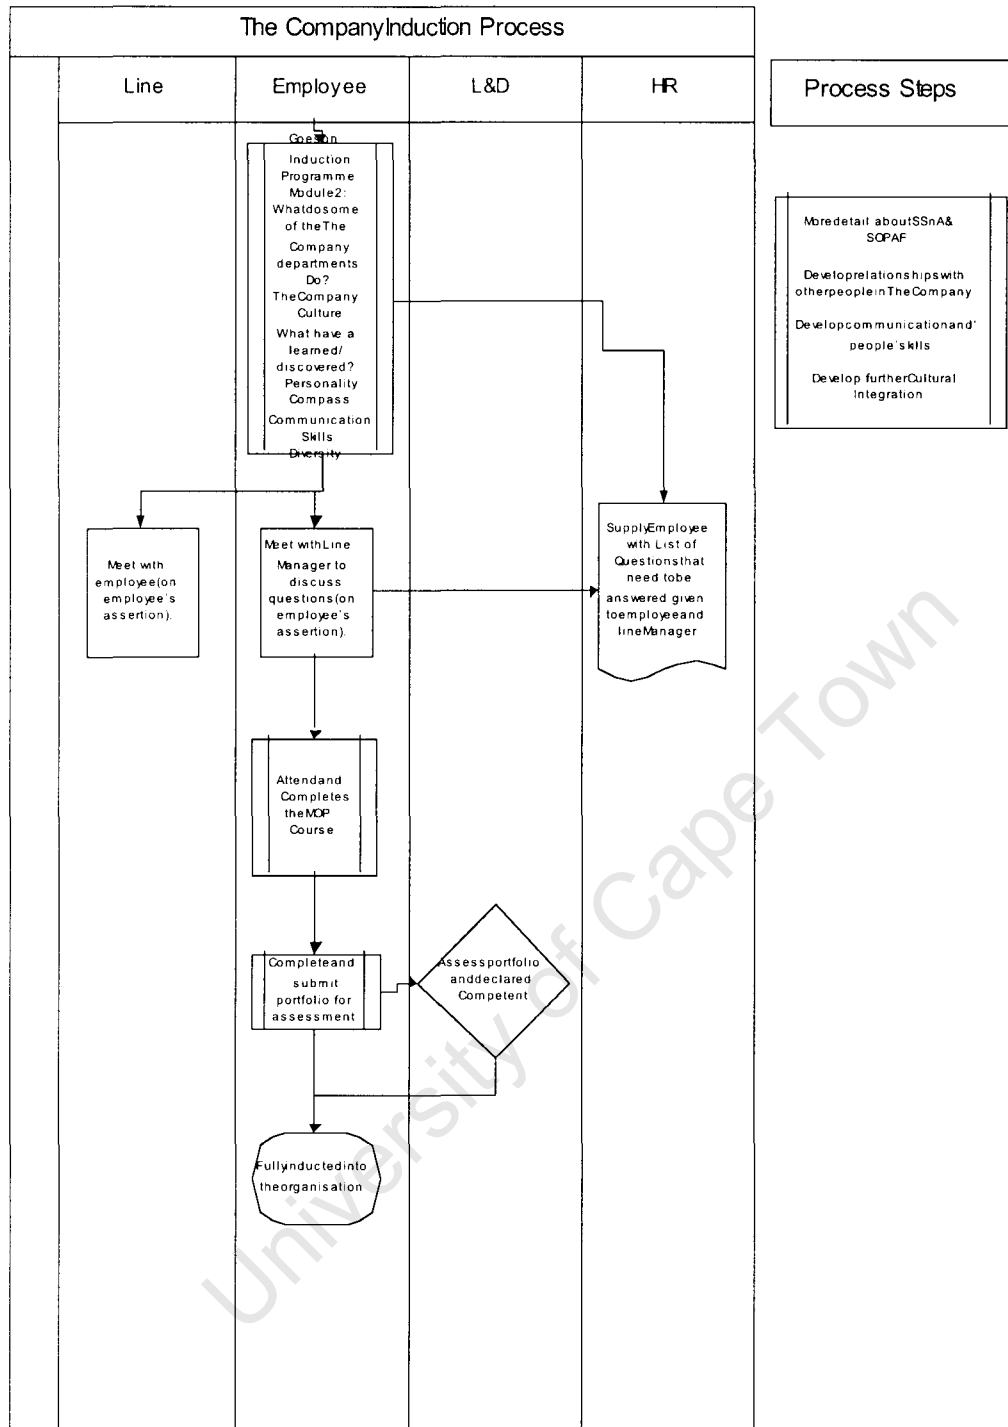 The CompanyInduction Process
Line
Employee
L&D
HR
Process Steps
Goes on
Induction
Programme
Module2:
Whatdosome
of theThe
Company
departments
Do?
TheCompany
Culture
What have a
learned/
discovered?
Personality
Compass
Communication
Skills
Diversity
Moredetail aboutSSnA&
SOPAF
Developrelationshipswith
otherpeopleinTheCompany
Developcommunicationand'
people'skills
Develop furtherCultural
Integration
Meet with
employee(on
employee's
assertion).
Meet withLine
Manager to
discuss
questions(on
employee's
assertion).
SupplyEmployee
with List of
Questionsthat
need tobe
answered given
toemployeeand
lineManager
Attendand
Completes
theMOP
Course
Completeand
submit
portfolio for
assessment
Assessportfolio
anddeclared
Competent
Fullyinductedinto
theorganisation
University of Cape Town